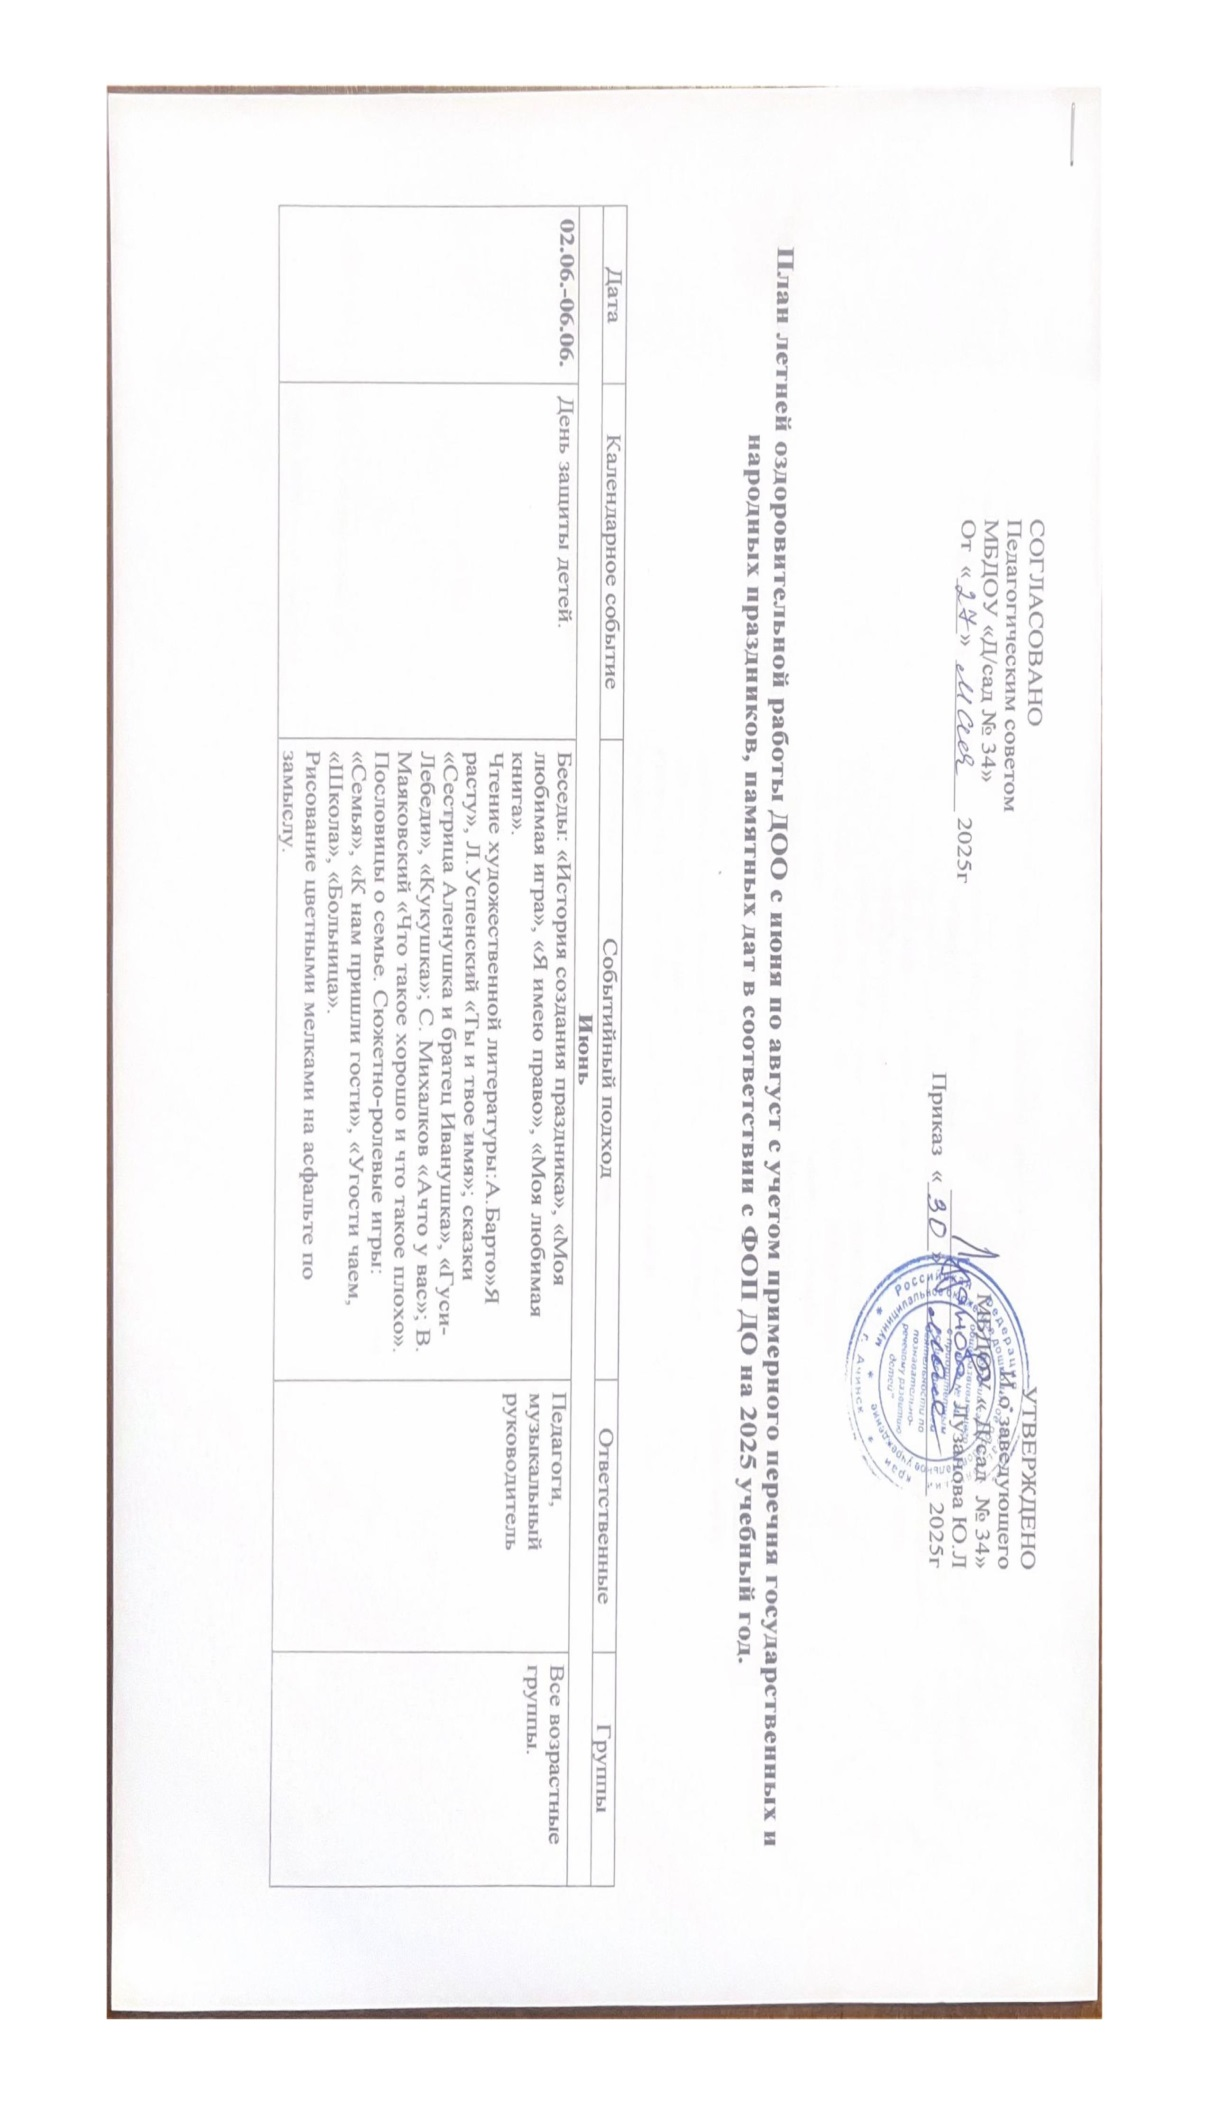 СОГЛАСОВАНО
Педагогическим советом
МБДОУ «Д/сад № 34»
От «27» мая 2025г
УТВЕРЖДЕНО
И.о заведующего
МБДОУ «Д/сад № 34»
Лузанова Ю.Л
Приказ «30» 2025г
План летней оздоровительной работы ДОО с июня по август с учетом примерного перечня государственных и
народных праздников, памятных дат в соответствии с ФОП ДО на 2025 учебный год.
Дата Календарное событие Событийный подход Ответственные Группы
Июнь
02.06.-06.06.
День защиты детей.
Беседы: «История создания праздника», «Моя
любимая игра», «Я имею право», «Моя любимая
книга».
Чтение художественной литературы:А.Барто»Я
расту», Л.Успенский «Ты и твое имя»; сказки
«Сестрица Аленушка и братец Иванушка», «Гуси-
Лебеди», «Кукушка»; С. Михалков «Ачто у вас»; В.
Маяковский «Что такое хорошо и что такое плохо».
Пословицы о семье. Сюжетно-ролевые игры:
«Семья», «К нам пришли гости», «Угости чаем,
«Школа», «Больница».
Рисование цветными мелками на асфальте по
замыслу.
Педагоги,
музыкальный
руководитель
Все возрастные
группы.